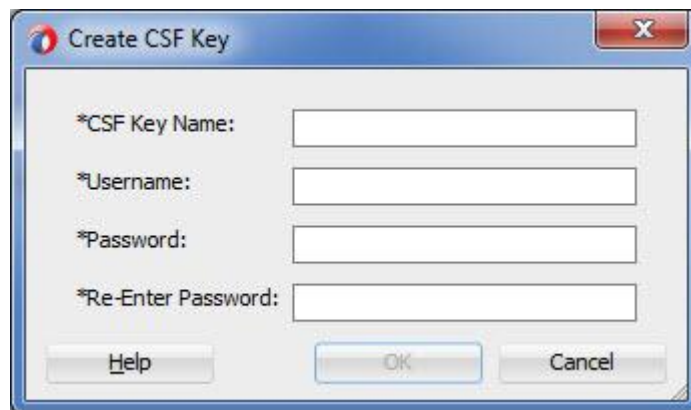 Create CSF Key
*CSF Key Name:
*Username:
*Password:
*Re-Enter Password:
Help OK Cancel